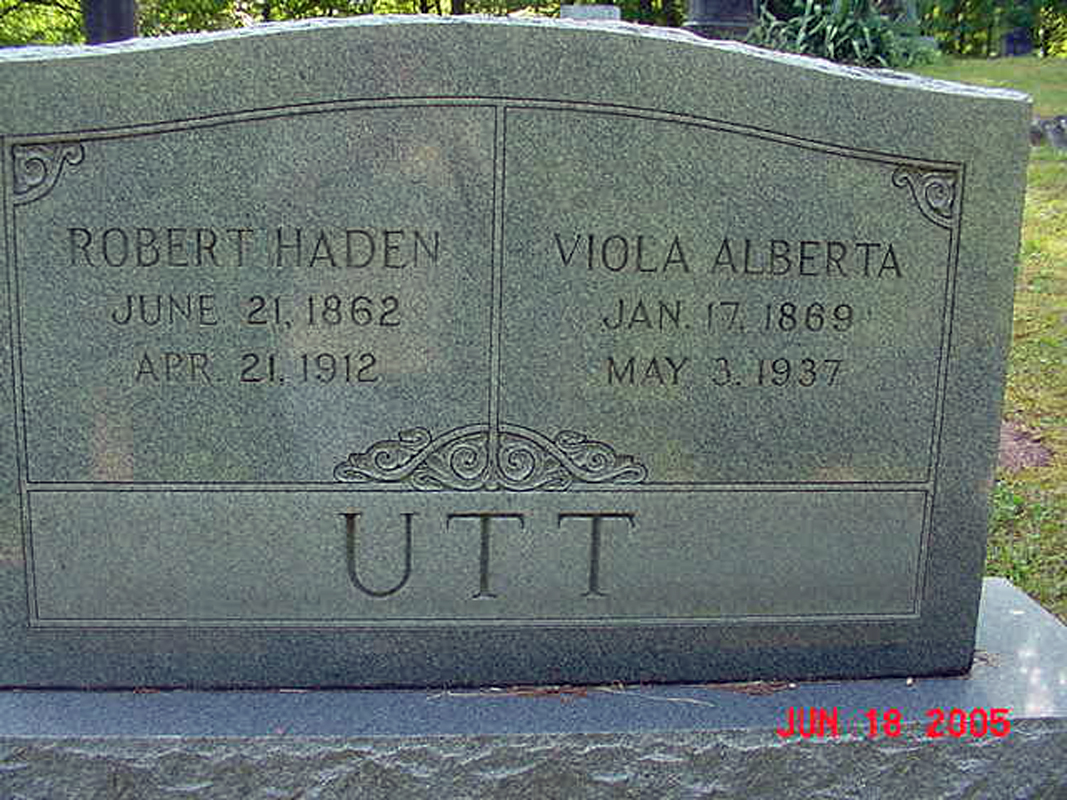 ROBERT HADEN
JUNE 21, 1862
APR. 21, 1912
VIOLA ALBERTA
JAN. 17, 1869
MAY 3, 1937
UTT
JUN 18 2005